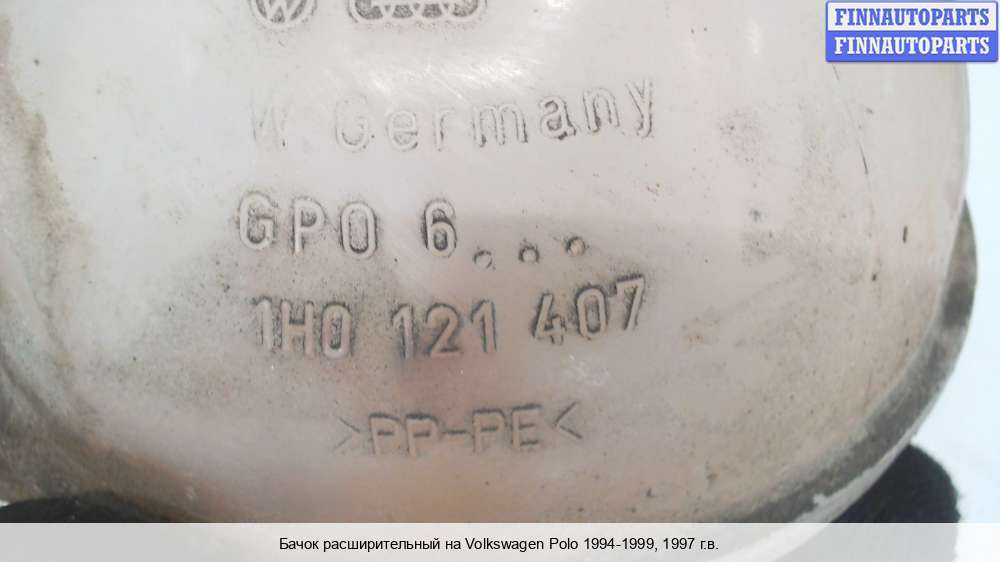 FINNAUTOPARTS
FINNAUTOPARTS
W. Germany
GPO 6...
1H0 121 407
>PP-PE<
Бачок расширительный на Volkswagen Polo 1994-1999, 1997 г.в.